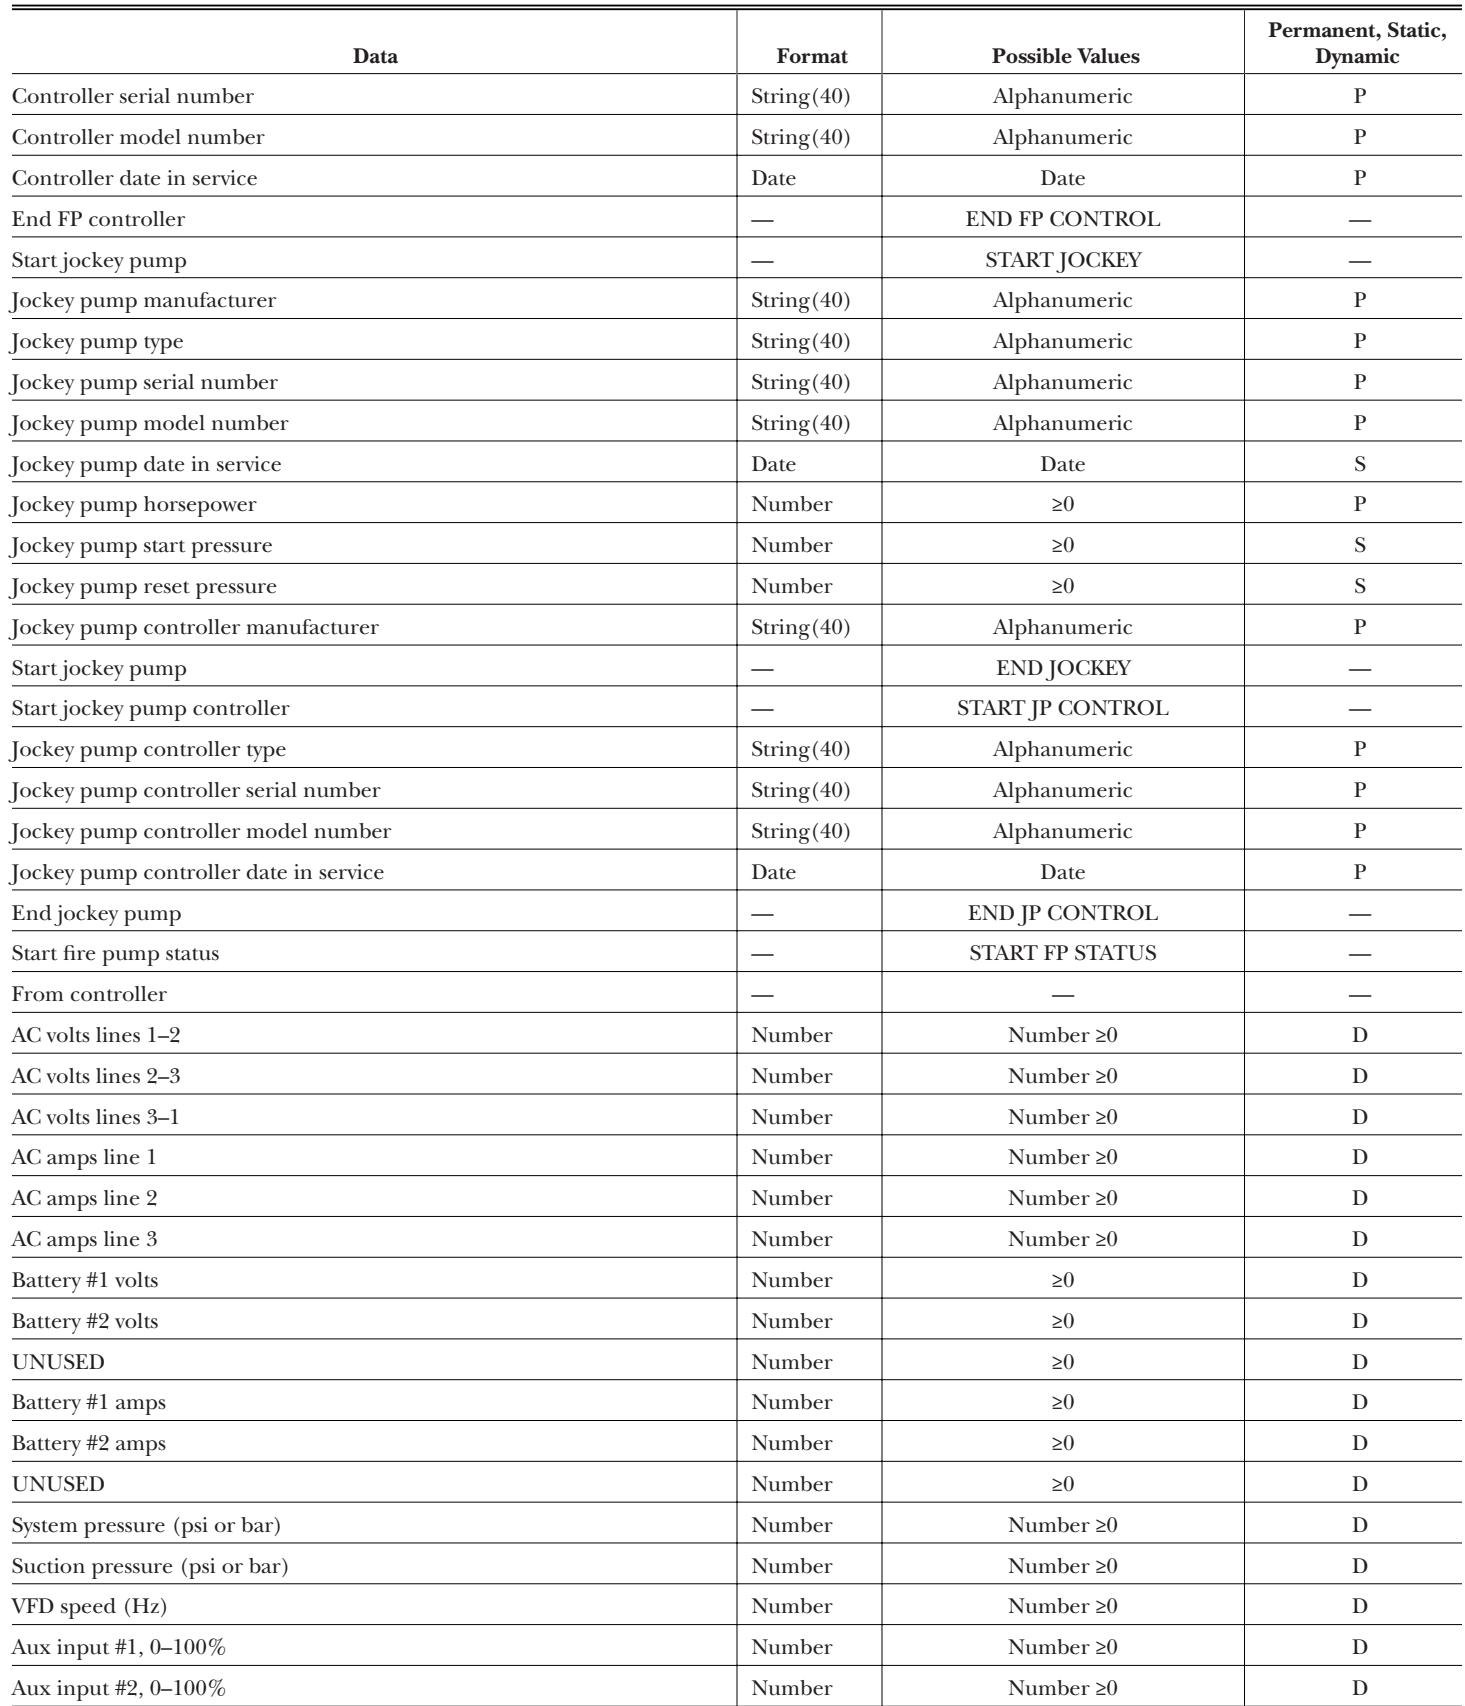 Data Format Possible Values Permanent, Static,
Dynamic
Controller serial number String(40) Alphanumeric P
Controller model number String(40) Alphanumeric P
Controller date in service Date Date P
End FP controller — END FP CONTROL —
Start jockey pump — START JOCKEY —
Jockey pump manufacturer String(40) Alphanumeric P
Jockey pump type String(40) Alphanumeric P
Jockey pump serial number String(40) Alphanumeric P
Jockey pump model number String(40) Alphanumeric P
Jockey pump date in service Date Date S
Jockey pump horsepower Number ≥0 P
Jockey pump start pressure Number ≥0 S
Jockey pump reset pressure Number ≥0 S
Jockey pump controller manufacturer String(40) Alphanumeric P
Start jockey pump — END JOCKEY —
Start jockey pump controller — START JP CONTROL —
Jockey pump controller type String(40) Alphanumeric P
Jockey pump controller serial number String(40) Alphanumeric P
Jockey pump controller model number String(40) Alphanumeric P
Jockey pump controller date in service Date Date P
End jockey pump — END JP CONTROL —
Start fire pump status — START FP STATUS —
From controller — — —
AC volts lines 1–2 Number Number ≥0 D
AC volts lines 2–3 Number Number ≥0 D
AC volts lines 3–1 Number Number ≥0 D
AC amps line 1 Number Number ≥0 D
AC amps line 2 Number Number ≥0 D
AC amps line 3 Number Number ≥0 D
Battery #1 volts Number ≥0 D
Battery #2 volts Number ≥0 D
UNUSED Number ≥0 D
Battery #1 amps Number ≥0 D
Battery #2 amps Number ≥0 D
UNUSED Number ≥0 D
System pressure (psi or bar) Number Number ≥0 D
Suction pressure (psi or bar) Number Number ≥0 D
VFD speed (Hz) Number Number ≥0 D
Aux input #1, 0–100% Number Number ≥0 D
Aux input #2, 0–100% Number Number ≥0 D